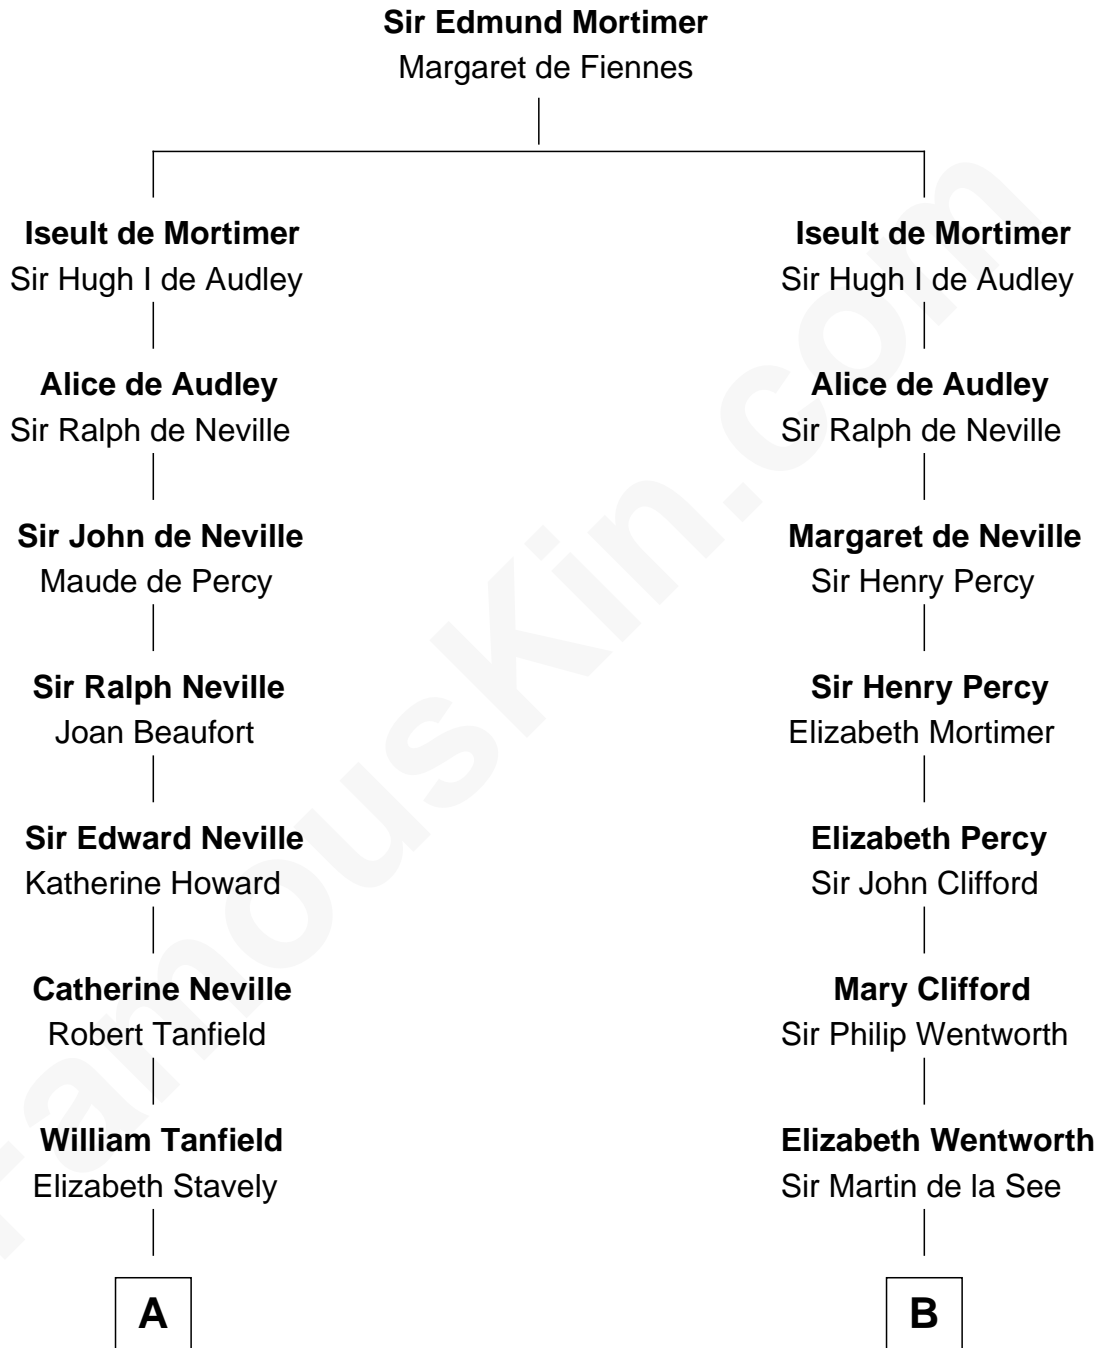 Sir Edmund Mortimer
Margaret de Fiennes
Iseult de Mortimer
Sir Hugh I de Audley
Alice de Audley
Sir Ralph de Neville
Sir John de Neville
Maude de Percy
Sir Ralph Neville
Joan Beaufort
Sir Edward Neville
Katherine Howard
Catherine Neville
Robert Tanfield
William Tanfield
Elizabeth Stavely
A
Iseult de Mortimer
Sir Hugh I de Audley
Alice de Audley
Sir Ralph de Neville
Margaret de Neville
Sir Henry Percy
Sir Henry Percy
Elizabeth Mortimer
Elizabeth Percy
Sir John Clifford
Mary Clifford
Sir Philip Wentworth
Elizabeth Wentworth
Sir Martin de la See
B
FamousKin.com